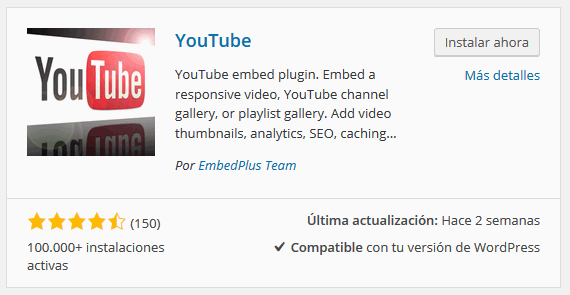 YouTube
YouTube
Instalar ahora
Más detalles
YouTube embed plugin. Embed a
responsive video, YouTube channel
gallery, or playlist gallery. Add video
thumbnails, analytics, SEO, caching...
Por EmbedPlus Team
(150)
100.000+ instalaciones
activas
Última actualización: Hace 2 semanas
Compatible con tu versión de WordPress